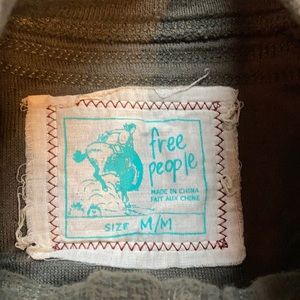 free
people
MADE IN CHINA
FAIT AUX CHINE
SIZE M/M